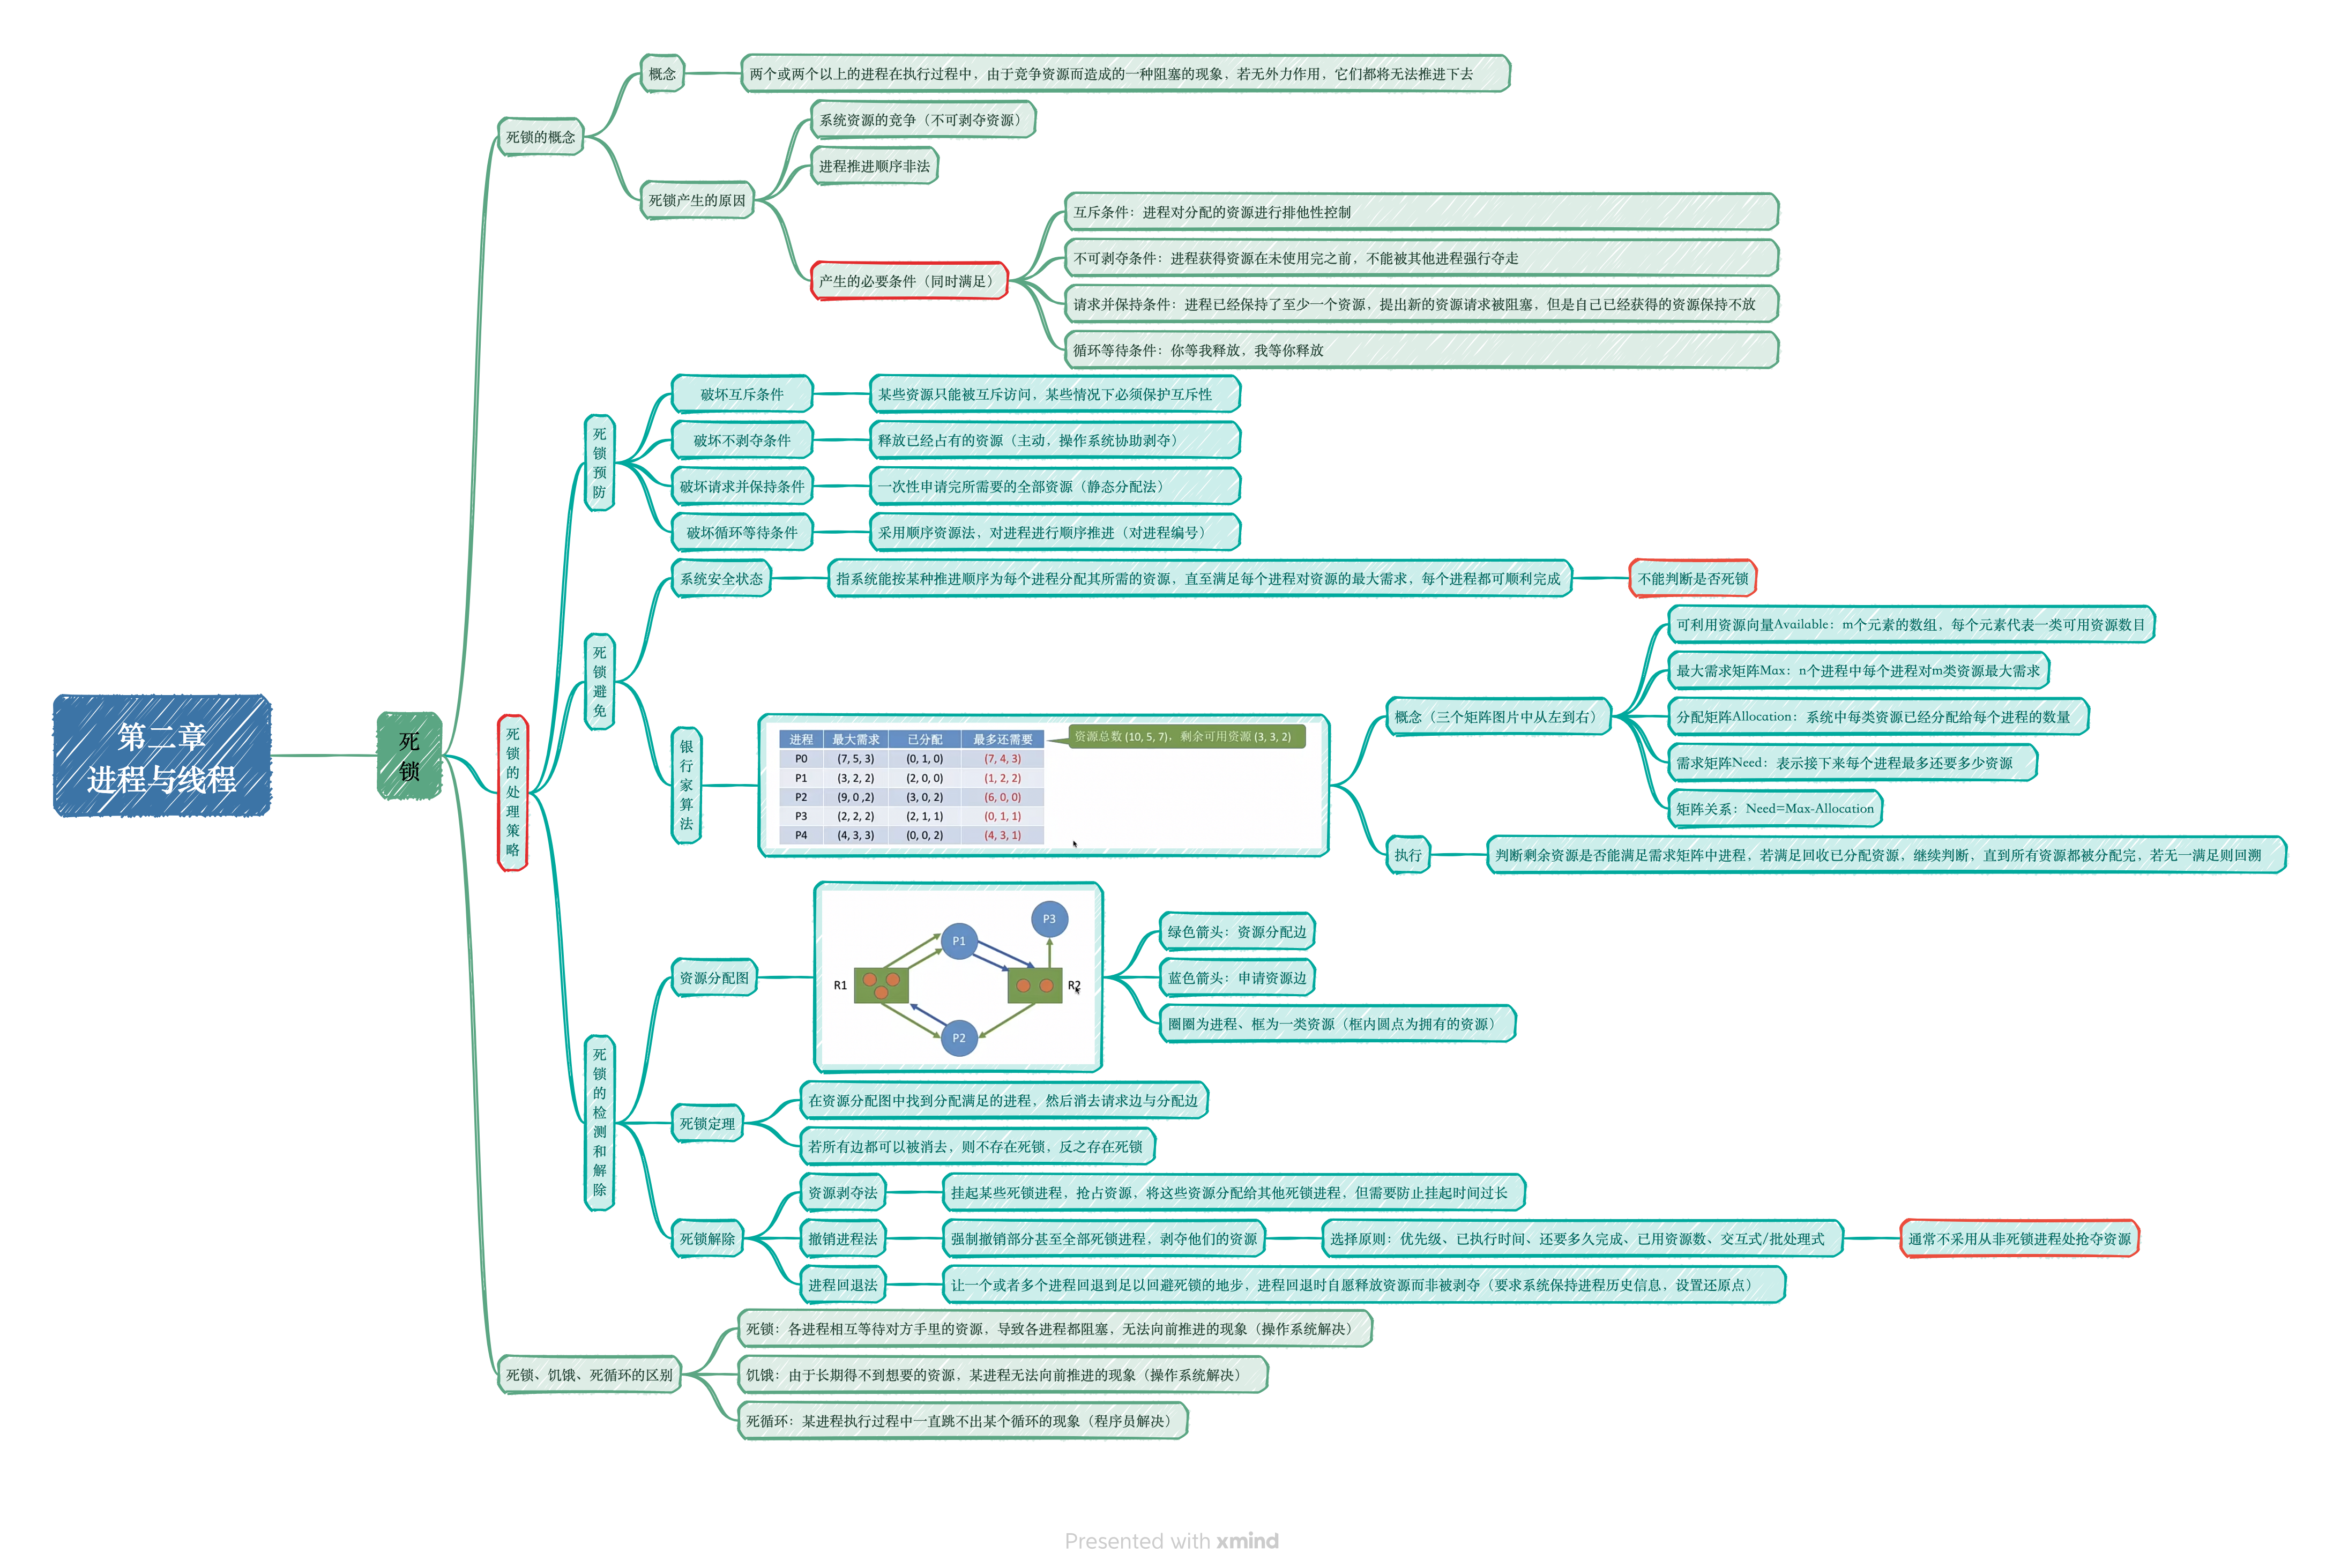 第二章
进程与线程
死锁
死锁的概念
概念
两个或两个以上的进程在执行过程中，由于竞争资源而造成的一种阻塞的现象，若无外力作用，它们都将无法推进下去
死锁产生的原因
系统资源的竞争（不可剥夺资源）
进程推进顺序非法
产生的必要条件（同时满足）
互斥条件：进程对分配的资源进行排他性控制
不可剥夺条件：进程获得资源在未使用完之前，不能被其他进程强行夺走
请求并保持条件：进程已经保持了至少一个资源，提出新的资源请求被阻塞，但是自己已经获得的资源保持不放
循环等待条件：你等我释放，我等你释放
死锁的处理策略
死锁预防
破坏互斥条件
某些资源只能被互斥访问，某些情况下必须保护互斥性
破坏不剥夺条件
释放已经占有的资源（主动，操作系统协助剥夺）
破坏请求并保持条件
一次性申请完所需要的全部资源（静态分配法）
破坏循环等待条件
采用顺序资源法，对进程进行顺序推进（对进程编号）
死锁避免
系统安全状态
指系统能按某种推进顺序为每个进程分配其所需的资源，直至满足每个进程对资源的最大需求，每个进程都可顺利完成
不能判断是否死锁
银行家算法
进程 最大需求 已分配 最多还需要
P0 (7, 5, 3) (0, 1, 0) (7, 4, 3)
P1 (3, 2, 2) (2, 0, 0) (1, 2, 2)
P2 (9, 0 ,2) (3, 0, 2) (6, 0, 0)
P3 (2, 2, 2) (2, 1, 1) (0, 1, 1)
P4 (4, 3, 3) (0, 0, 2) (4, 3, 1)
资源总数 (10, 5, 7)，剩余可用资源 (3, 3, 2)
概念（三个矩阵图片中从左到右）
可利用资源向量Available：m个元素的数组，每个元素代表一类可用资源数目
最大需求矩阵Max：n个进程中每个进程对m类资源最大需求
分配矩阵Allocation：系统中每类资源已经分配给每个进程的数量
需求矩阵Need：表示接下来每个进程最多还要多少资源
矩阵关系：Need=Max-Allocation
执行
判断剩余资源是否能满足需求矩阵中进程，若满足回收已分配资源，继续判断，直到所有资源都被分配完，若无一满足则回溯
死锁的检测和解除
资源分配图
P3
P1
R1
R2
P2
绿色箭头：资源分配边
蓝色箭头：申请资源边
圈圈为进程、框为一类资源（框内圆点为拥有的资源）
死锁定理
在资源分配图中找到分配满足的进程，然后消去请求边与分配边
若所有边都可以被消去，则不存在死锁，反之存在死锁
死锁解除
资源剥夺法
挂起某些死锁进程，抢占资源，将这些资源分配给其他死锁进程，但需要防止挂起时间过长
撤销进程法
强制撤销部分甚至全部死锁进程，剥夺他们的资源
选择原则：优先级、已执行时间、还要多久完成、已用资源数、交互式/批处理式
通常不采用从非死锁进程处抢夺资源
进程回退法
让一个或者多个进程回退到足以回避死锁的地步，进程回退时自愿释放资源而非被剥夺（要求系统保持进程历史信息，设置还原点）
死锁、饥饿、死循环的区别
死锁：各进程相互等待对方手里的资源，导致各进程都阻塞，无法向前推进的现象（操作系统解决）
饥饿：由于长期得不到想要的资源，某进程无法向前推进的现象（操作系统解决）
死循环：某进程执行过程中一直跳不出某个循环的现象（程序员解决）
Presented with xmind